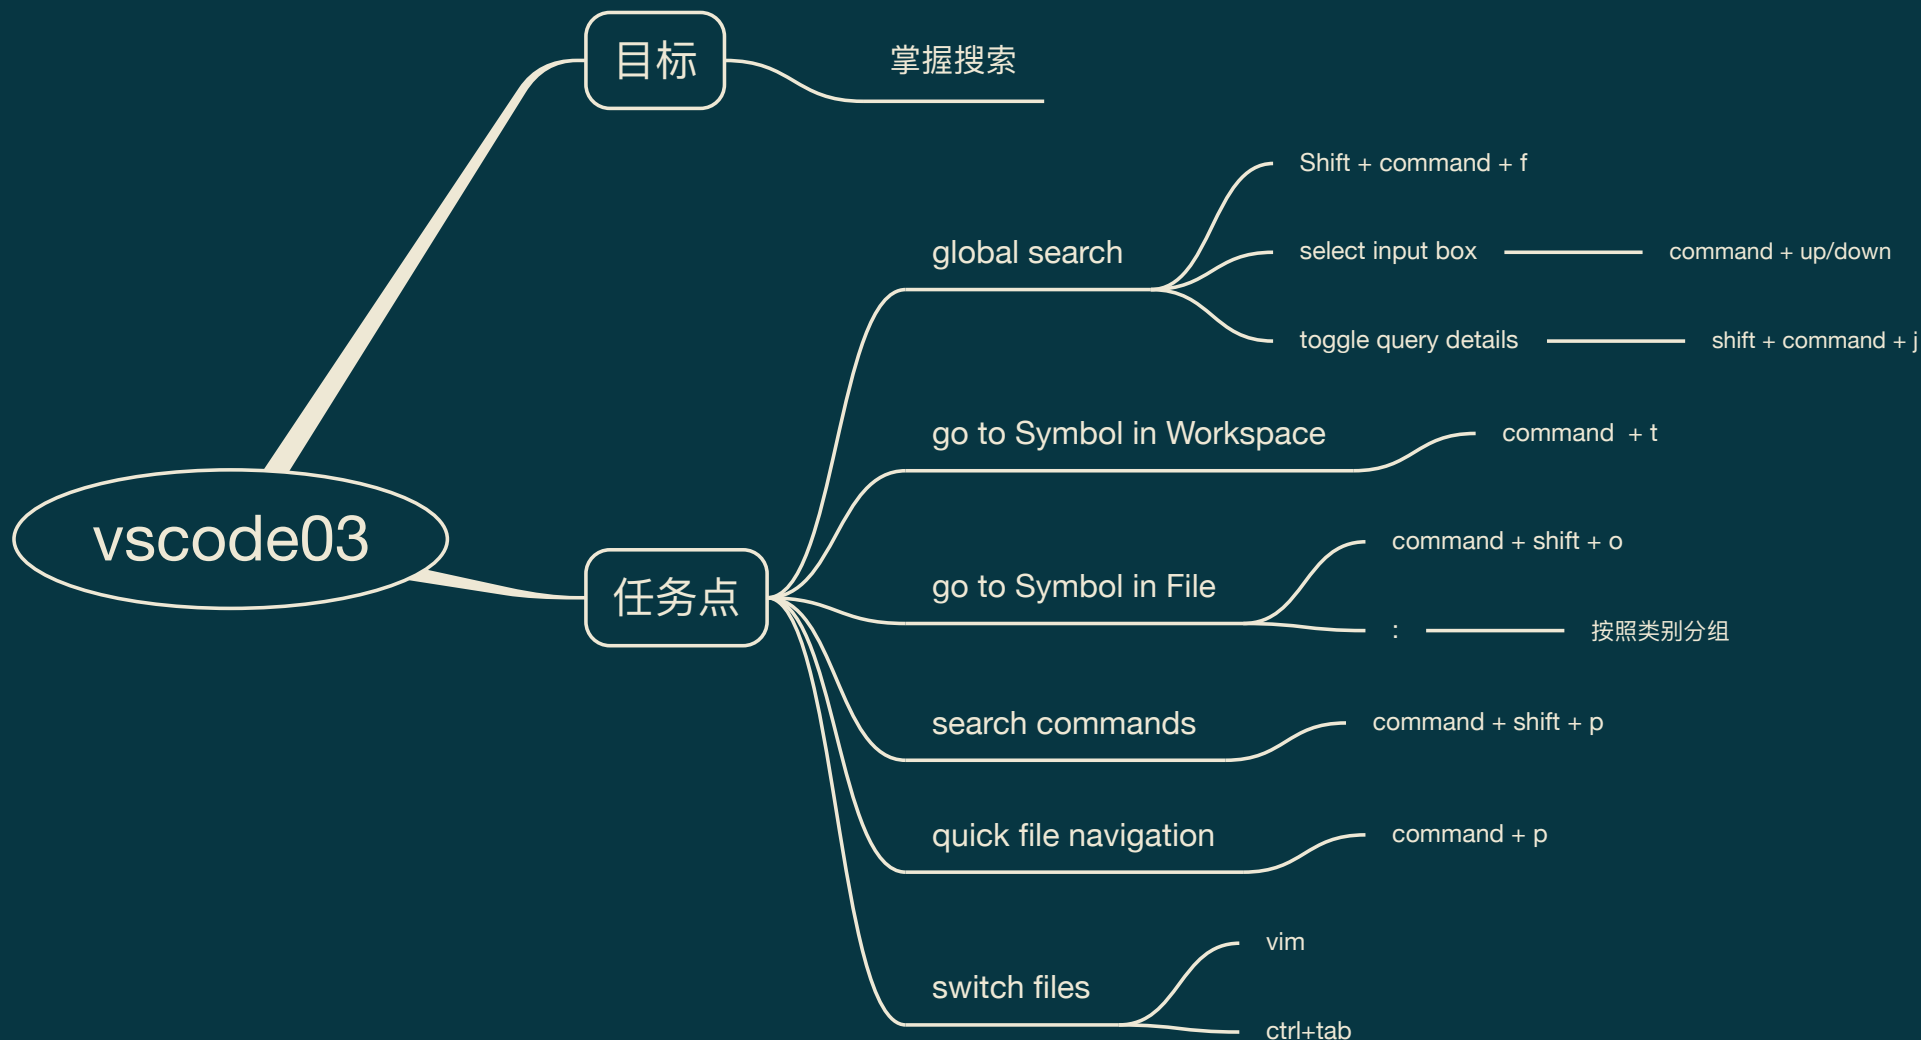 目标
掌握搜索
Shift + command + f
global search
select input box
command + up/down
toggle query details
shift + command + j
go to Symbol in Workspace
command  + t
vscode03
任务点
go to Symbol in File
command + shift + o
:
按照类别分组
search commands
command + shift + p
quick file navigation
command + p
switch files
vim
ctrl+tab